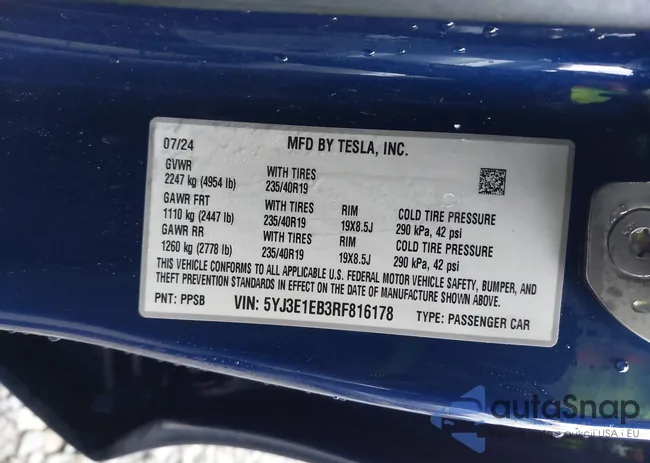 07/24 MFD BY TESLA, INC.
GVWR WITH TIRES
2247 kg (4954 lb) 235/40R19
GAWR FRT WITH TIRES RIM COLD TIRE PRESSURE
1110 kg (2447 lb) 235/40R19 19X8.5J 290 kPa, 42 psi
GAWR RR WITH TIRES RIM COLD TIRE PRESSURE
1260 kg (2778 lb) 235/40R19 19X8.5J 290 kPa, 42 psi
THIS VEHICLE CONFORMS TO ALL APPLICABLE U.S. FEDERAL MOTOR VEHICLE SAFETY, BUMPER, AND
THEFT PREVENTION STANDARDS IN EFFECT ON THE DATE OF MANUFACTURE SHOWN ABOVE.
PNT: PPSB VIN: 5YJ3E1EB3RF816178 TYPE: PASSENGER CAR
autoSnap
aukcji USA i EU